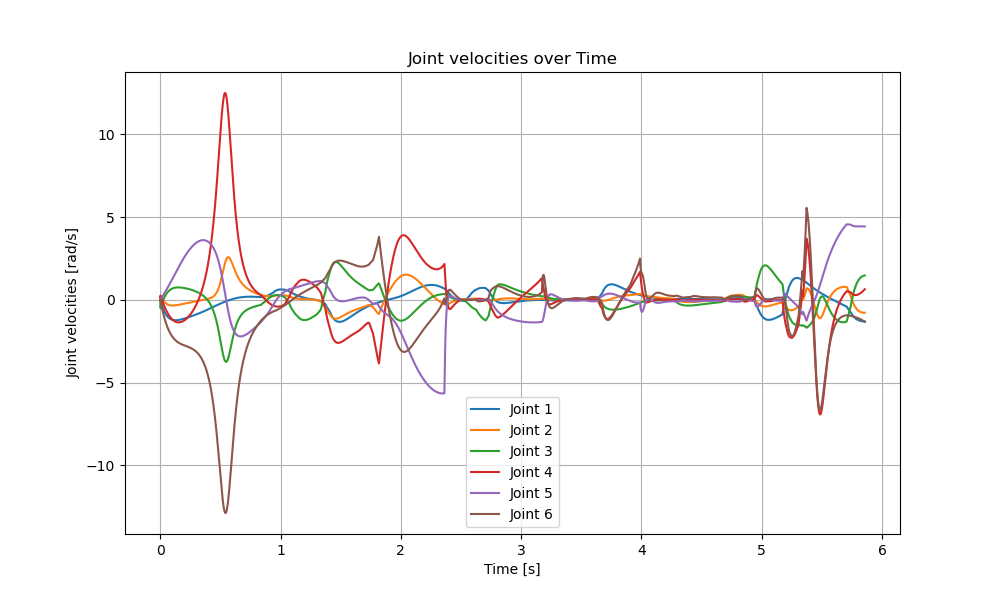 Joint velocities over Time
Joint velocities [rad/s]
10
5
0
−5
−10
Joint 1
Joint 2
Joint 3
Joint 4
Joint 5
Joint 6
0 1 2 3 4 5 6
Time [s]